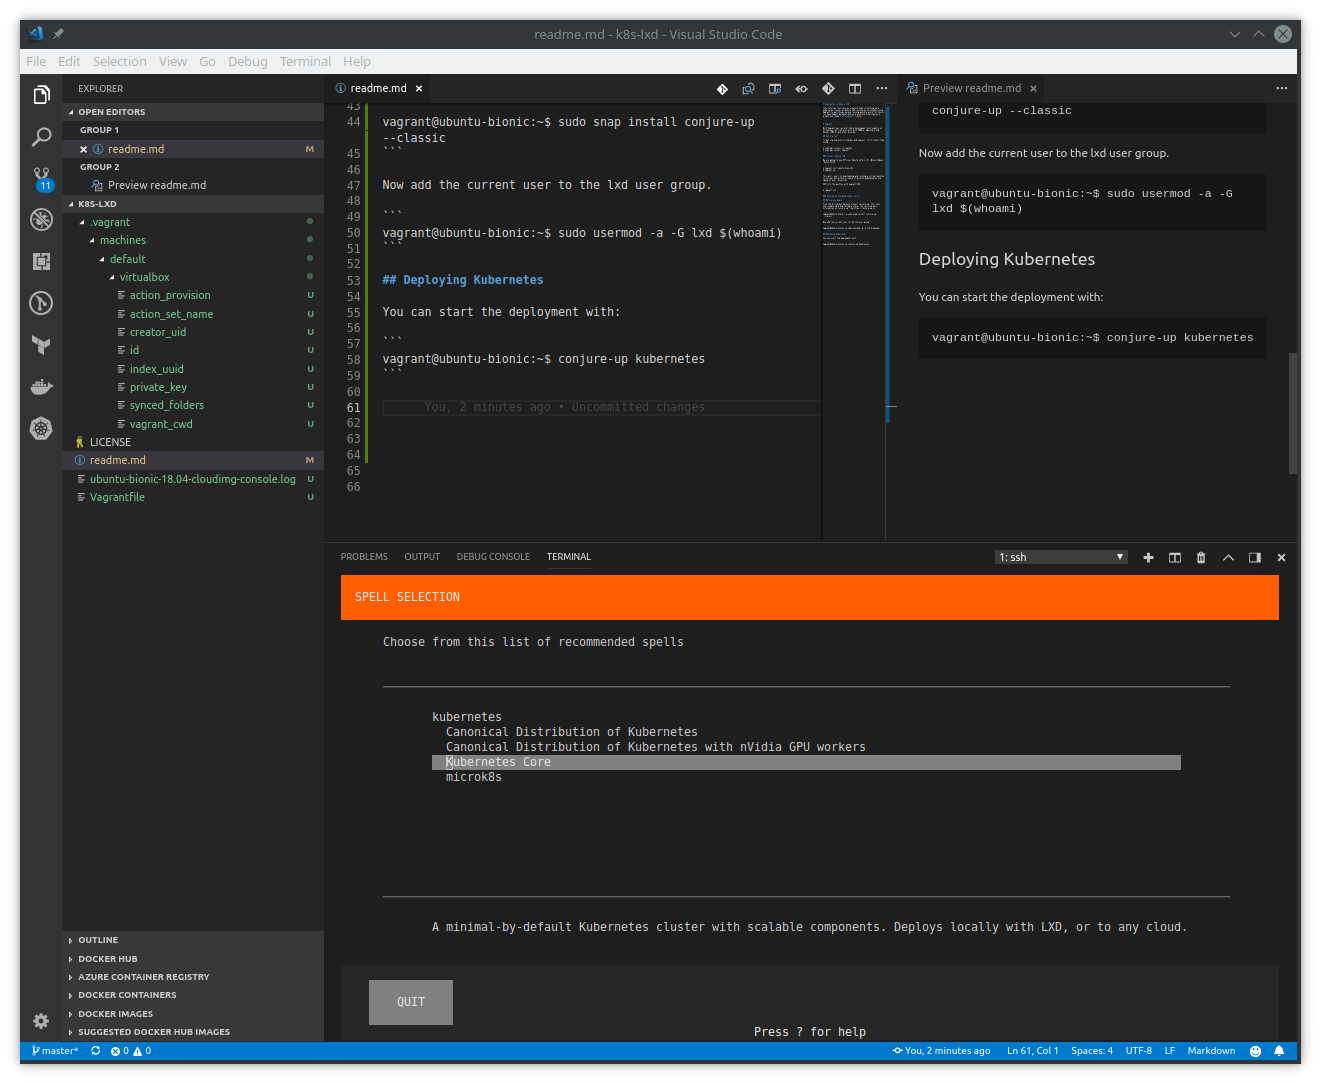 readme.md - k8s-lxd - Visual Studio Code
File Edit Selection View Go Debug Terminal Help
EXPLORER
OPEN EDITORS
GROUP 1
readme.md M
GROUP 2
Preview readme.md
11
K8S-LXD
.vagrant
machines
default
virtualbox
action_provision U
action_set_name U
creator_uid U
id U
index_uuid U
private_key U
synced_folders U
vagrant_cwd U
LICENSE
readme.md M
ubuntu-bionic-18.04-cloudimg-console.log U
Vagrantfile U
OUTLINE
DOCKER HUB
AZURE CONTAINER REGISTRY
DOCKER CONTAINERS
DOCKER IMAGES
SUGGESTED DOCKER HUB IMAGES
readme.md
43
44 vagrant@ubuntu-bionic:~$ sudo snap install conjure-up
--classic
45 ```
46
47 Now add the current user to the lxd user group.
48
49 ```
50 vagrant@ubuntu-bionic:~$ sudo usermod -a -G lxd $(whoami)
51 ```
52
53 ## Deploying Kubernetes
54
55 You can start the deployment with:
56
57 ```
58 vagrant@ubuntu-bionic:~$ conjure-up kubernetes
59 ```
60
61 You, 2 minutes ago • Uncommitted changes
62
63
64
65
66
Preview readme.md
conjure-up --classic
Now add the current user to the lxd user group.
vagrant@ubuntu-bionic:~$ sudo usermod -a -G
lxd $(whoami)
Deploying Kubernetes
You can start the deployment with:
vagrant@ubuntu-bionic:~$ conjure-up kubernetes
PROBLEMS OUTPUT DEBUG CONSOLE TERMINAL
1: ssh
SPELL SELECTION
Choose from this list of recommended spells
kubernetes
Canonical Distribution of Kubernetes
Canonical Distribution of Kubernetes with nVidia GPU workers
Kubernetes Core
microk8s
A minimal-by-default Kubernetes cluster with scalable components. Deploys locally with LXD, or to any cloud.
QUIT
Press ? for help
master* 0 0 You, 2 minutes ago Ln 61, Col 1 Spaces: 4 UTF-8 LF Markdown